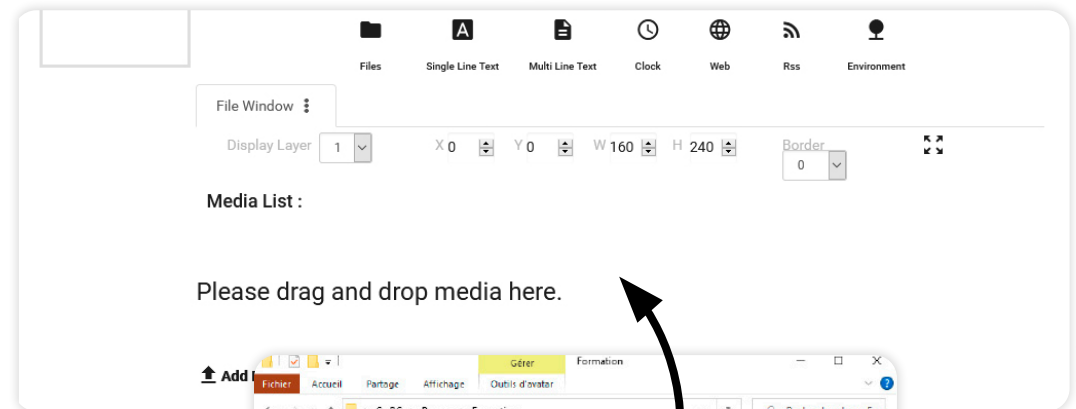 Files Single Line Text Multi Line Text Clock Web Rss Environment
File Window
Display Layer 1 X 0 Y 0 W 160 H 240 Border
0
Media List :
Please drag and drop media here.
Gérer Formation
Add
Fichier Accueil Partage Affichage Outils d'avatar